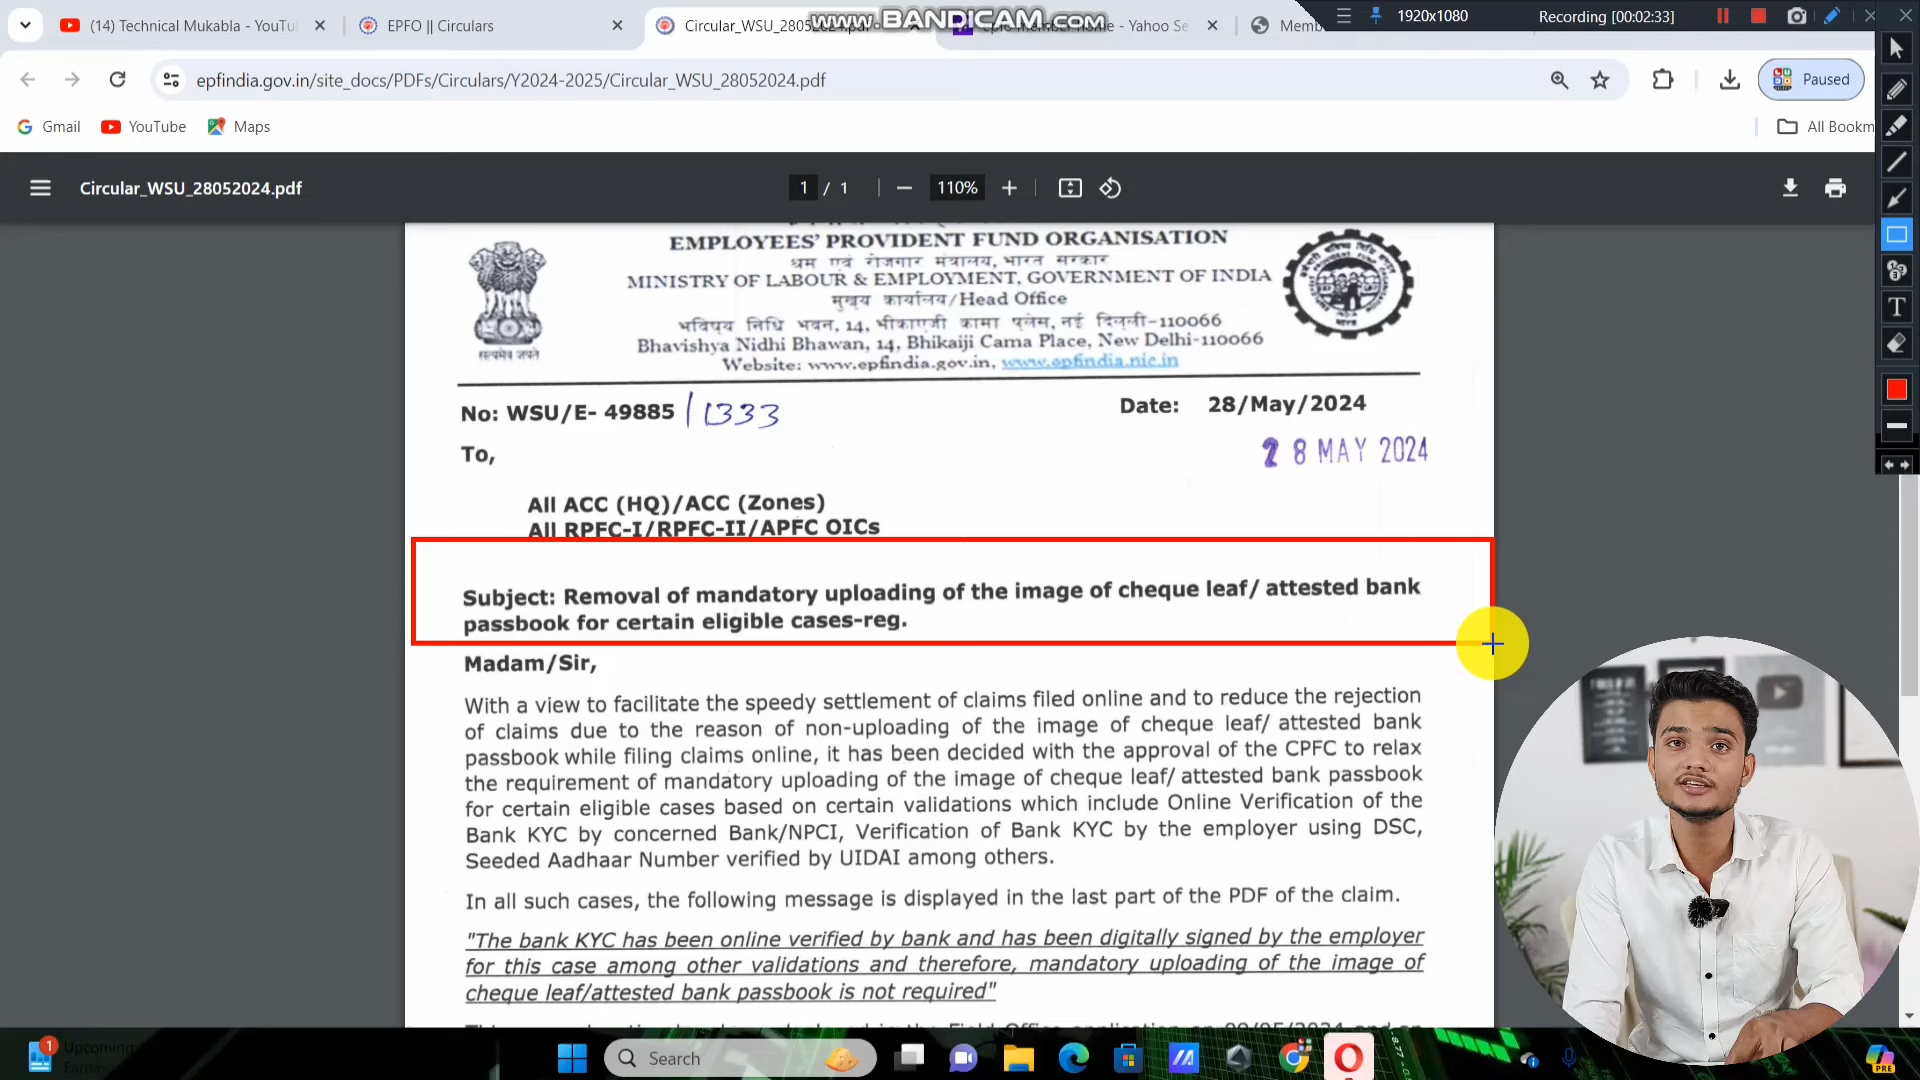 (14) Technical Mukabla - YouTu
EPFO || Circulars
Circular_WSU_28052024.pdf
www.BANDICAM.com
epfo member home - Yahoo Se
Memb
1920x1080
Recording [00:02:33]
epfindia.gov.in/site_docs/PDFs/Circulars/Y2024-2025/Circular_WSU_28052024.pdf
Paused
Gmail
YouTube
Maps
All Bookm
Circular_WSU_28052024.pdf
1 / 1
110%
EMPLOYEES' PROVIDENT FUND ORGANISATION
श्रम एवं रोजगार मंत्रालय, भारत सरकार
MINISTRY OF LABOUR & EMPLOYMENT, GOVERNMENT OF INDIA
मुख्य कार्यालय/Head Office
भविष्य निधि भवन, 14, भीकाएजी कामा प्लेस, नई दिल्ली-110066
Bhavishya Nidhi Bhawan, 14, Bhikaiji Cama Place, New Delhi-110066
Website: www.epfindia.gov.in, www.epfindia.nic.in
सत्यमेव जयते
No: WSU/E- 49885 /1333
Date: 28/May/2024
28 MAY 2024
To,
All ACC (HQ)/ACC (Zones)
All RPFC-I/RPFC-II/APFC OICs
Subject: Removal of mandatory uploading of the image of cheque leaf/ attested bank
passbook for certain eligible cases-reg.
Madam/Sir,
With a view to facilitate the speedy settlement of claims filed online and to reduce the rejection
of claims due to the reason of non-uploading of the image of cheque leaf/ attested bank
passbook while filing claims online, it has been decided with the approval of the CPFC to relax
the requirement of mandatory uploading of the image of cheque leaf/ attested bank passbook
for certain eligible cases based on certain validations which include Online Verification of the
Bank KYC by concerned Bank/NPCI, Verification of Bank KYC by the employer using DSC,
Seeded Aadhaar Number verified by UIDAI among others.
In all such cases, the following message is displayed in the last part of the PDF of the claim.
"The bank KYC has been online verified by bank and has been digitally signed by the employer
for this case among other validations and therefore, mandatory uploading of the image of
cheque leaf/attested bank passbook is not required"
1
Upcoming
Earning
Search
PRE